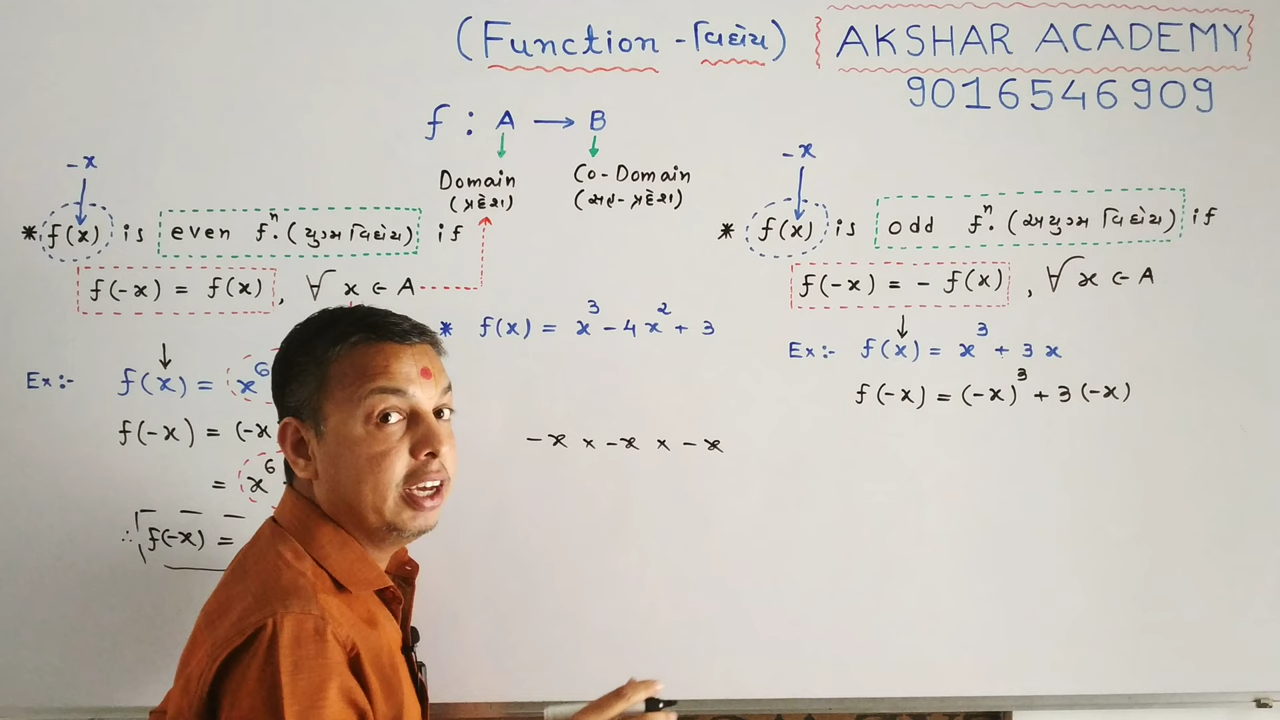 (Function - વિધેય)
AKSHAR ACADEMY
9016546909
f : A → B
Domain
(પ્રદેશ)
Co-Domain
(સહ-પ્રદેશ)
-x
* f(x) is even fⁿ. (યુગ્મ વિધેય) if
f(-x) = f(x) , ∀ x ∈ A
Ex:- f(x) = x⁶
f(-x) = (-x
= x⁶
∴ f(-x) =
* f(x) = x³ - 4x² + 3
-x × -x × -x
-x
* f(x) is odd fⁿ. (અયુગ્મ વિધેય) if
f(-x) = - f(x) , ∀ x ∈ A
Ex:- f(x) = x³ + 3x
f(-x) = (-x)³ + 3(-x)